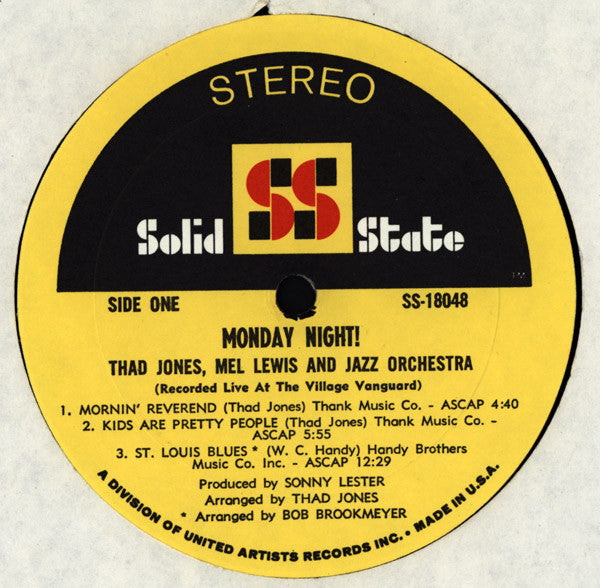 STEREO
SS
Solid State
SIDE ONE SS-18048
MONDAY NIGHT!
THAD JONES, MEL LEWIS AND JAZZ ORCHESTRA
(Recorded Live At The Village Vanguard)
1. MORNIN' REVEREND (Thad Jones) Thank Music Co. - ASCAP 4:40
2. KIDS ARE PRETTY PEOPLE (Thad Jones) Thank Music Co. -
ASCAP 5:55
3. ST. LOUIS BLUES * (W. C. Handy) Handy Brothers
Music Co. Inc. - ASCAP 12:29
Produced by SONNY LESTER
Arranged by THAD JONES
* Arranged by BOB BROOKMEYER
A DIVISION OF UNITED ARTISTS RECORDS INC. • MADE IN U.S.A.